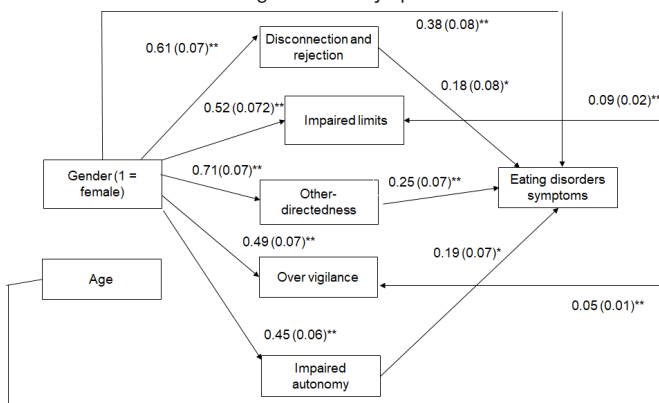 0.38 (0.08)**
Disconnection and
rejection
0.61 (0.07)**
0.18 (0.08)*
0.52 (0.072)**
Impaired limits
0.09 (0.02)**
Gender (1 =
female)
0.71(0.07)**
Other-
directedness
0.25 (0.07)**
Eating disorders
symptoms
0.49 (0.07)**
0.19 (0.07)*
Age
Over vigilance
0.05 (0.01)**
0.45 (0.06)**
Impaired
autonomy